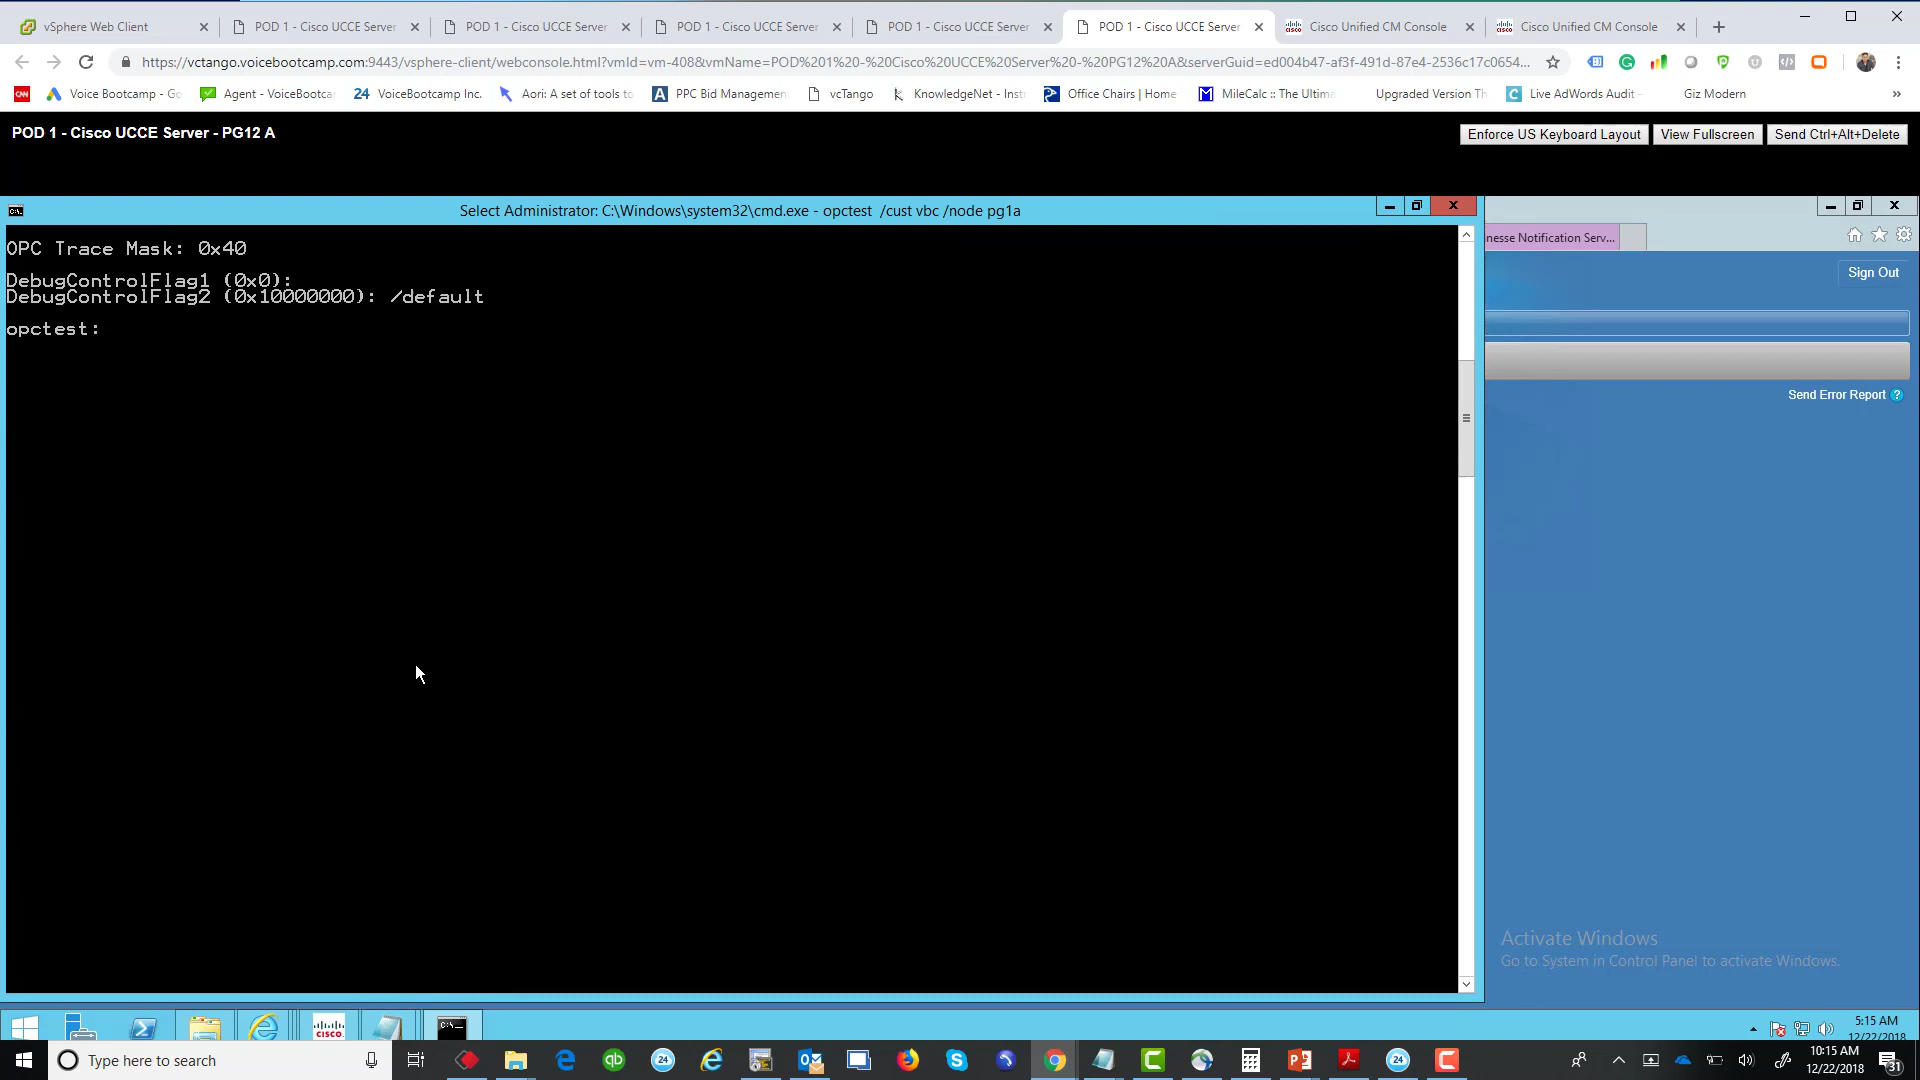 vSphere Web Client
POD 1 - Cisco UCCE Server
POD 1 - Cisco UCCE Server
POD 1 - Cisco UCCE Server
POD 1 - Cisco UCCE Server
POD 1 - Cisco UCCE Server
Cisco Unified CM Console
Cisco Unified CM Console
https://vctango.voicebootcamp.com:9443/vsphere-client/webconsole.html?vmId=vm-408&vmName=POD%201%20-%20Cisco%20UCCE%20Server%20-%20PG12%20A&serverGuid=ed004b47-af3f-491d-87e4-2536c17c0654...
CNN
Voice Bootcamp - Go
Agent - VoiceBootca
24 VoiceBootcamp Inc.
Aori: A set of tools to
PPC Bid Managemen
vcTango
KnowledgeNet - Inst
Office Chairs | Home
MileCalc :: The Ultima
Upgraded Version Th
Live AdWords Audit -
Giz Modern
POD 1 - Cisco UCCE Server - PG12 A
Enforce US Keyboard Layout
View Fullscreen
Send Ctrl+Alt+Delete
Select Administrator: C:\Windows\system32\cmd.exe - opctest  /cust vbc /node pg1a
nesse Notification Serv...
OPC Trace Mask: 0x40
Sign Out
DebugControlFlag1 (0x0):
DebugControlFlag2 (0x10000000): /default
opctest:
Send Error Report
Activate Windows
Go to System in Control Panel to activate Windows.
cisco
5:15 AM
12/22/2018
Type here to search
10:15 AM
12/22/2018
31